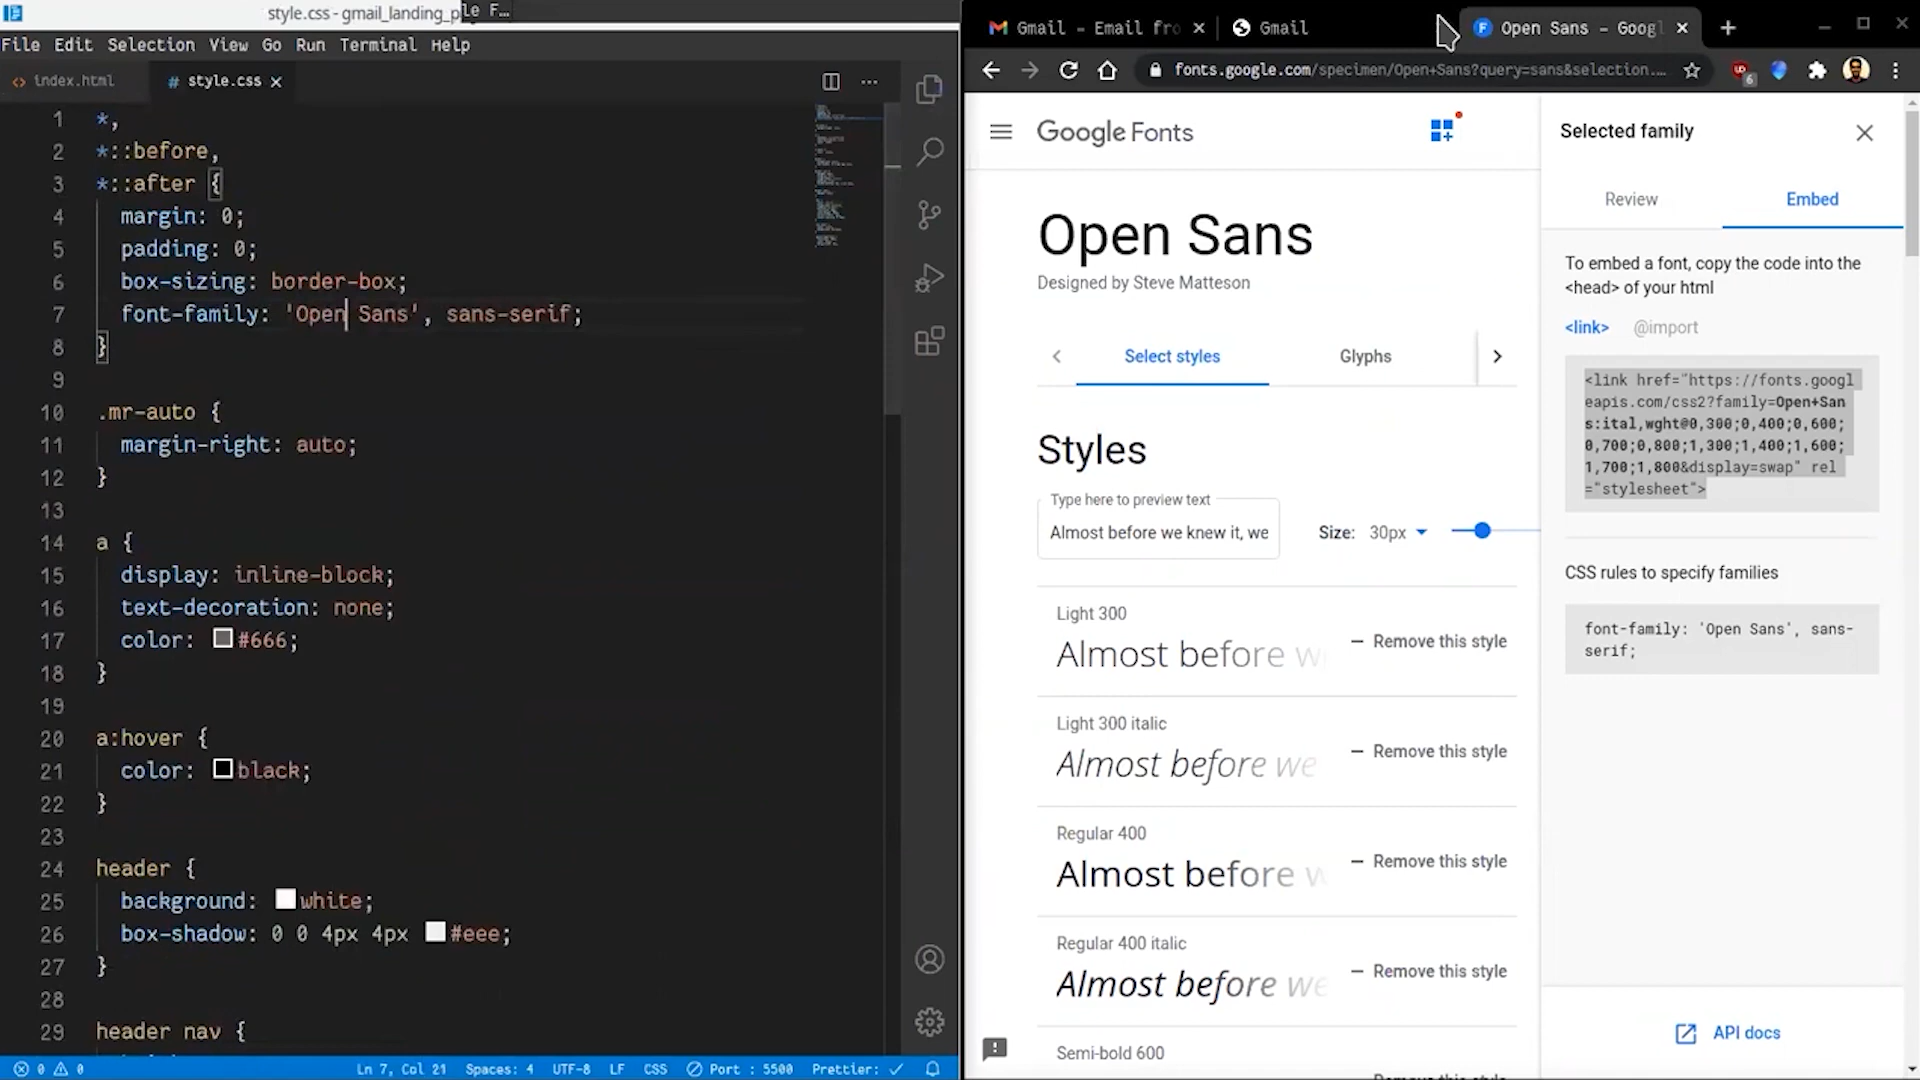 style.css - gmail_landing_p
le F…
File Edit Selection View Go Run Terminal Help
index.html
# style.css
1 *,
2 *::before,
3 *::after {
4 margin: 0;
5 padding: 0;
6 box-sizing: border-box;
7 font-family: 'Open Sans', sans-serif;
8 }
9
10 .mr-auto {
11 margin-right: auto;
12 }
13
14 a {
15 display: inline-block;
16 text-decoration: none;
17 color: #666;
18 }
19
20 a:hover {
21 color: black;
22 }
23
24 header {
25 background: white;
26 box-shadow: 0 0 4px 4px #eee;
27 }
28
29 header nav {
0 0
Ln 7, Col 21 Spaces: 4 UTF-8 LF CSS Port : 5500 Prettier: ✓
Gmail - Email fro
Gmail
Open Sans - Googl
fonts.google.com/specimen/Open+Sans?query=sans&selection.…
6
Google Fonts
Open Sans
Designed by Steve Matteson
Select styles
Glyphs
Styles
Type here to preview text
Almost before we knew it, we
Size: 30px
Light 300
Almost before w
Remove this style
Light 300 italic
Almost before we
Remove this style
Regular 400
Almost before w
Remove this style
Regular 400 italic
Almost before we
Remove this style
Semi-bold 600
Selected family
Review
Embed
To embed a font, copy the code into the
<head> of your html
<link>
@import
<link href="https://fonts.googl
eapis.com/css2?family=Open+San
s:ital,wght@0,300;0,400;0,600;
0,700;0,800;1,300;1,400;1,600;
1,700;1,800&display=swap" rel
="stylesheet">
CSS rules to specify families
font-family: 'Open Sans', sans-
serif;
API docs